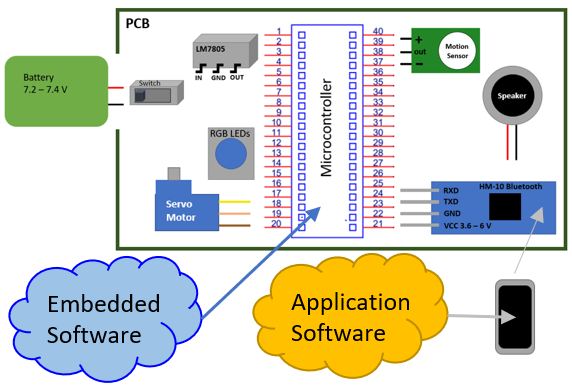 PCB
Battery
7.2 – 7.4 V
Switch
LM7805
IN GND OUT
RGB LEDs
Servo
Motor
Microcontroller
1
2
3
4
5
6
7
8
9
10
11
12
13
14
15
16
17
18
19
20
40
39
38
37
36
35
34
33
32
31
30
29
28
27
26
25
24
23
22
21
+
out
−
Motion
Sensor
Speaker
HM-10 Bluetooth
RXD
TXD
GND
VCC 3.6 – 6 V
Embedded
Software
Application
Software